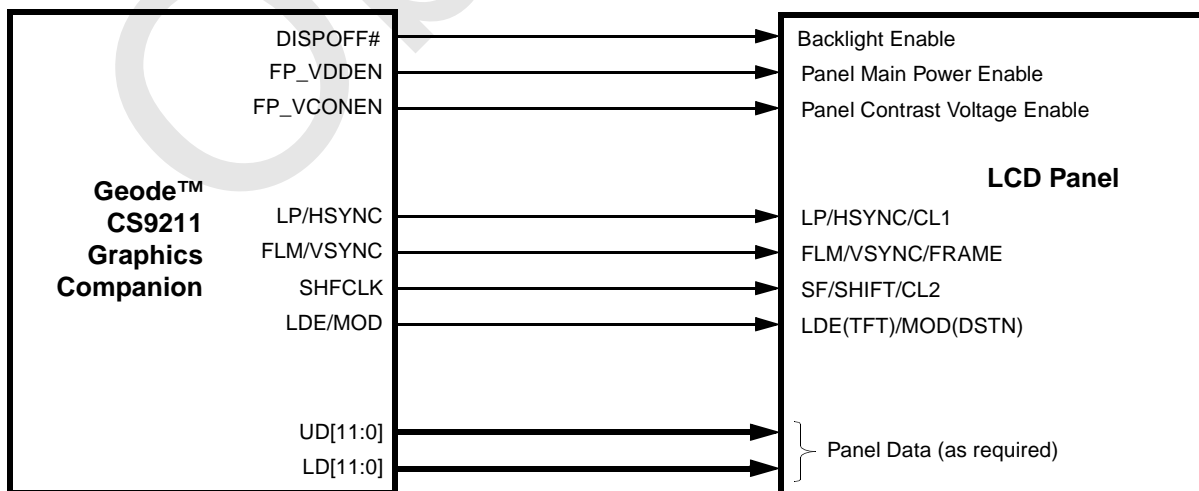 DISPOFF#
Backlight Enable
FP_VDDEN
Panel Main Power Enable
FP_VCONEN
Panel Contrast Voltage Enable
Geode™
CS9211
Graphics
Companion
LCD Panel
LP/HSYNC
LP/HSYNC/CL1
FLM/VSYNC
FLM/VSYNC/FRAME
SHFCLK
SF/SHIFT/CL2
LDE/MOD
LDE(TFT)/MOD(DSTN)
UD[11:0]
LD[11:0]
Panel Data (as required)